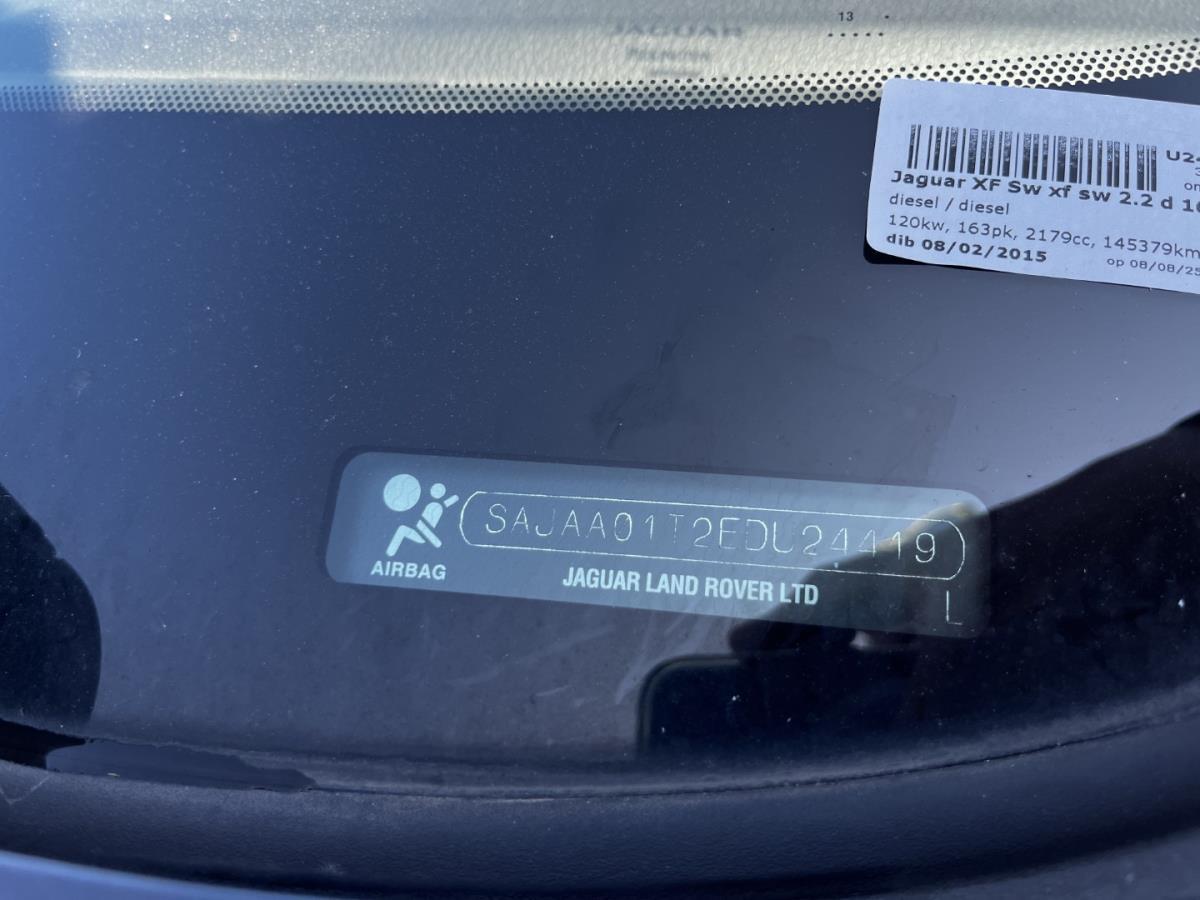 13
JAGUAR
U24
Jaguar XF Sw xf sw 2.2 d 16
diesel / diesel
120kw, 163pk, 2179cc, 145379km
dib 08/02/2015
op 08/08/25
SAJAA01T2EDU24419
AIRBAG
JAGUAR LAND ROVER LTD
L